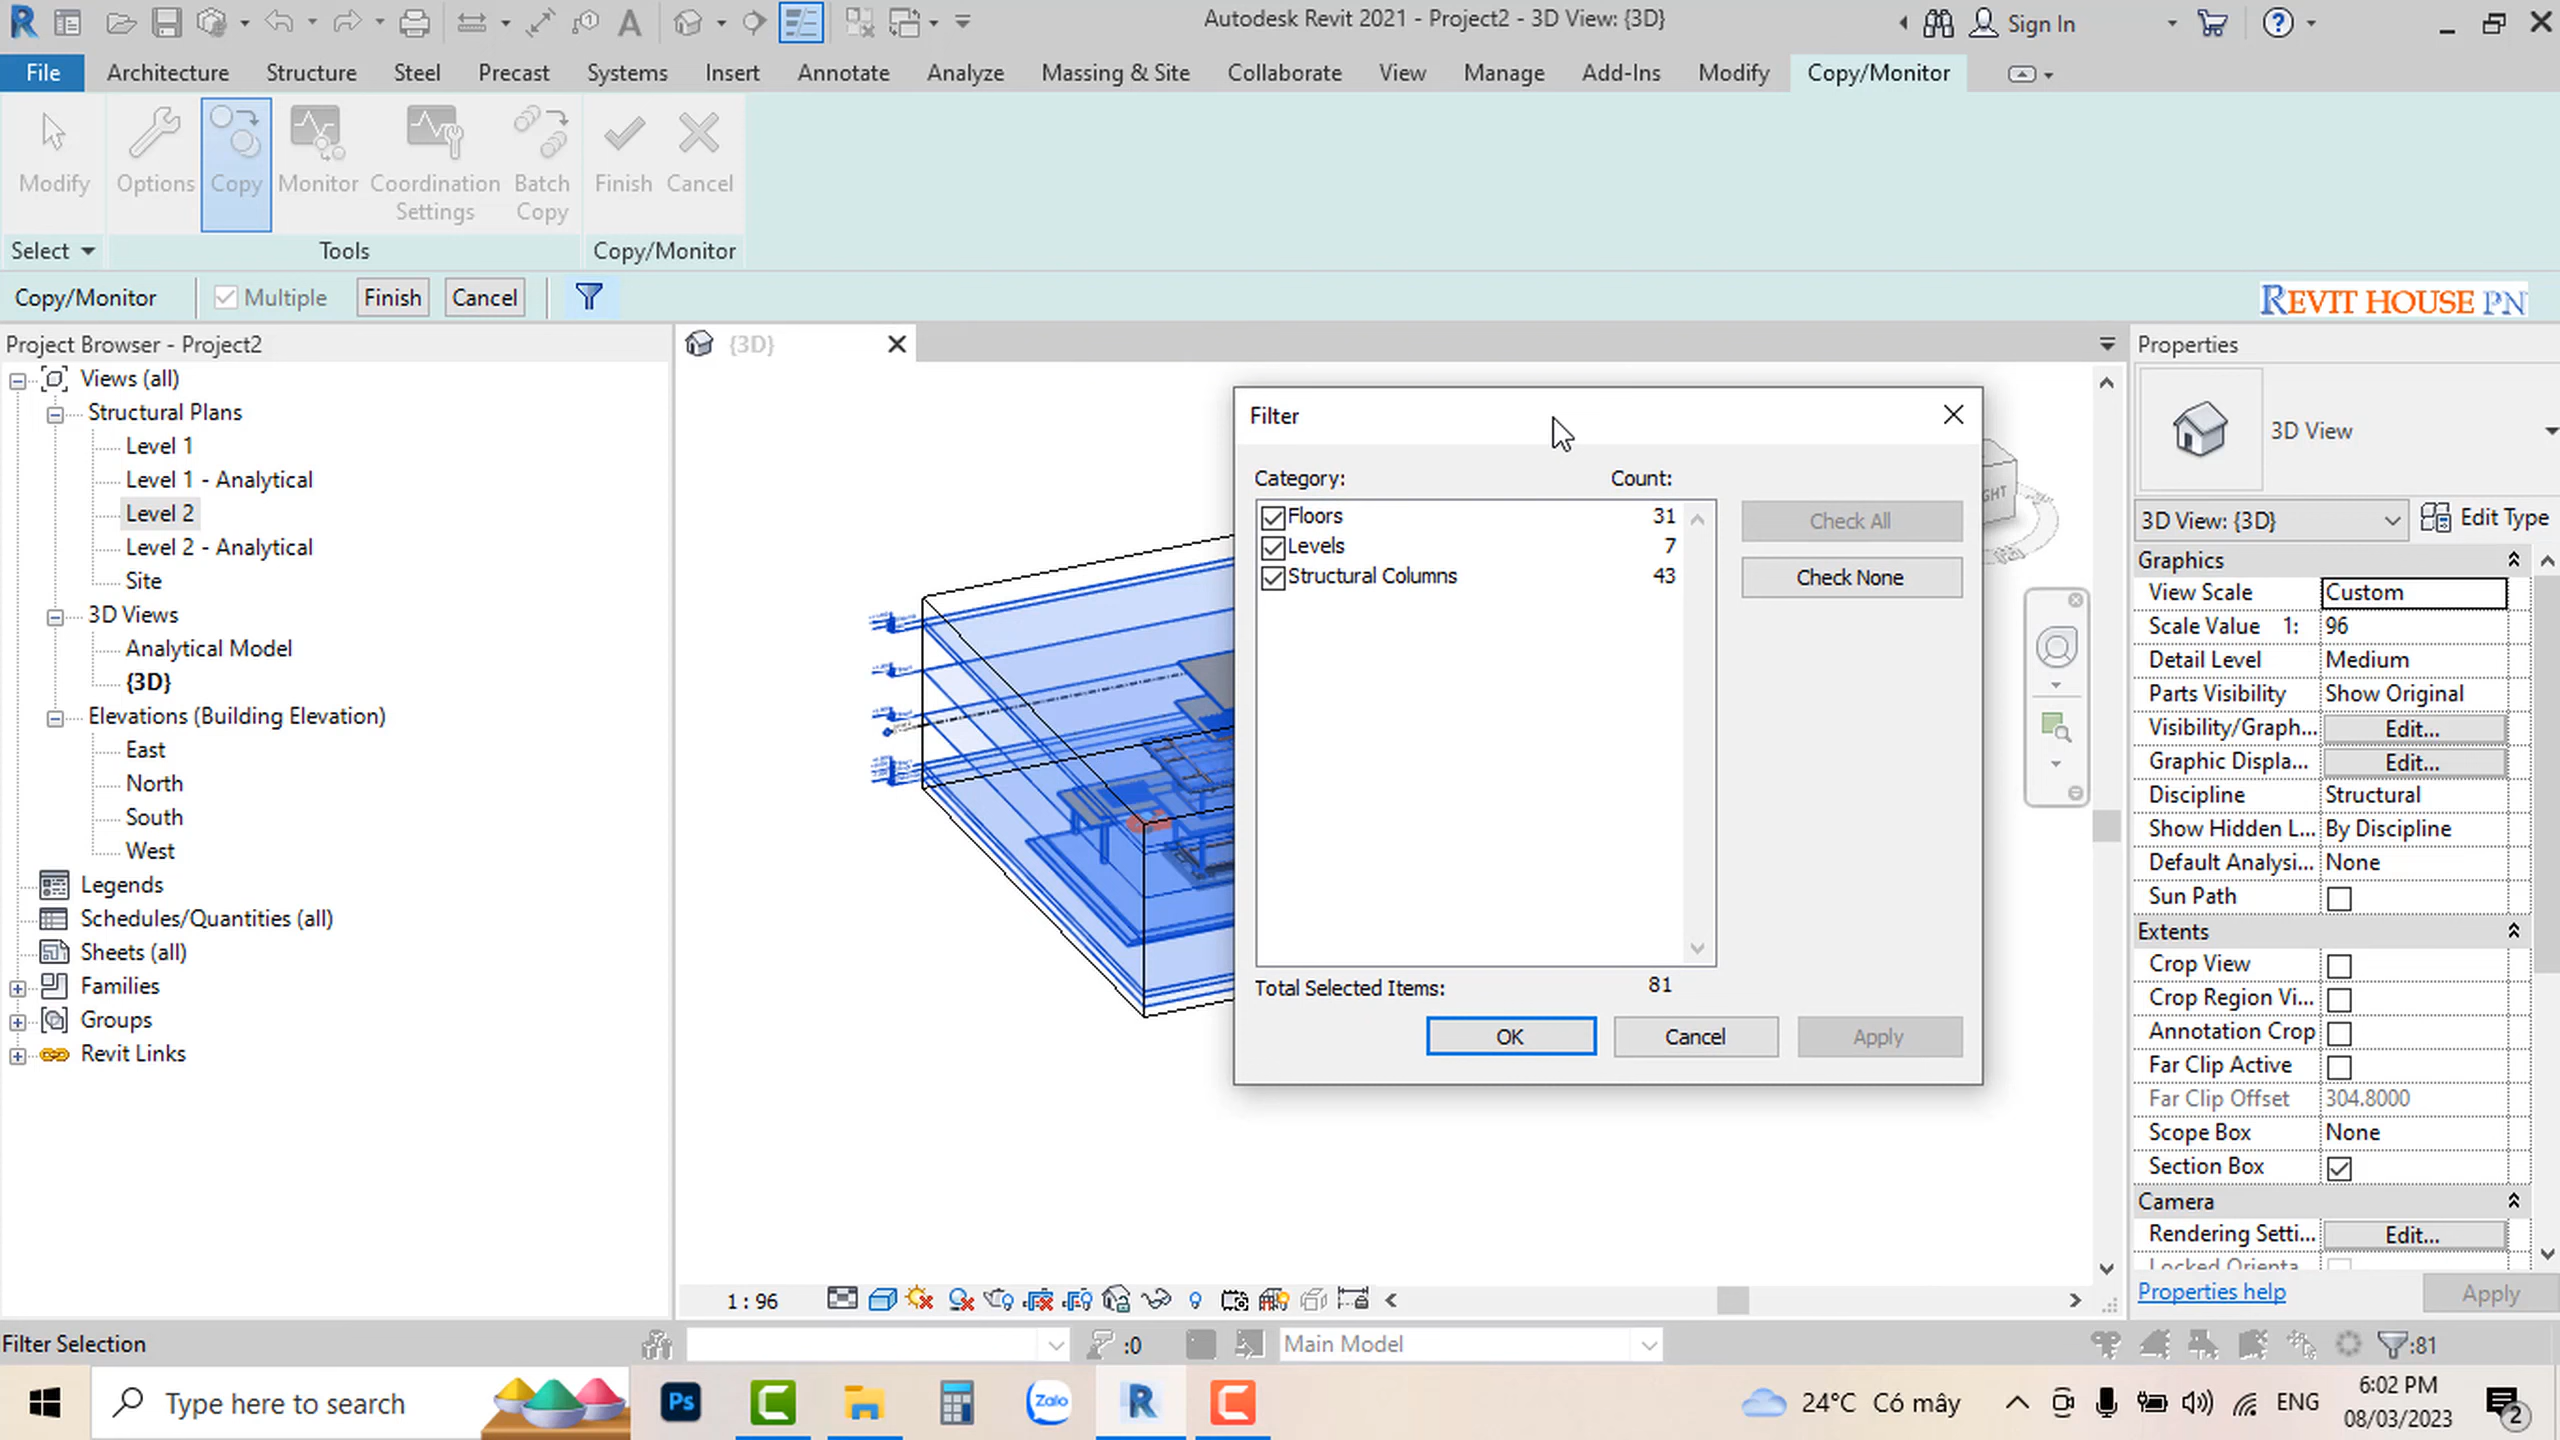 Autodesk Revit 2021 - Project2 - 3D View: {3D}
Sign In
File Architecture Structure Steel Precast Systems Insert Annotate Analyze Massing & Site Collaborate View Manage Add-Ins Modify Copy/Monitor
Modify Options Copy Monitor Coordination Settings Batch Copy Finish Cancel
Select Tools Copy/Monitor
Copy/Monitor Multiple Finish Cancel
REVIT HOUSE PN
Project Browser - Project2
Views (all)
Structural Plans
Level 1
Level 1 - Analytical
Level 2
Level 2 - Analytical
Site
3D Views
Analytical Model
{3D}
Elevations (Building Elevation)
East
North
South
West
Legends
Schedules/Quantities (all)
Sheets (all)
Families
Groups
Revit Links
{3D}
Filter
Category: Count:
Floors 31
Levels 7
Structural Columns 43
Check All
Check None
Total Selected Items: 81
OK Cancel Apply
Properties
3D View
3D View: {3D} Edit Type
Graphics
View Scale Custom
Scale Value 1: 96
Detail Level Medium
Parts Visibility Show Original
Visibility/Graph... Edit...
Graphic Displa... Edit...
Discipline Structural
Show Hidden L... By Discipline
Default Analysi... None
Sun Path
Extents
Crop View
Crop Region Vi...
Annotation Crop
Far Clip Active
Far Clip Offset 304.8000
Scope Box None
Section Box
Camera
Rendering Setti... Edit...
Locked Orienta...
Properties help Apply
1 : 96
Filter Selection
:0
Main Model
:81
Type here to search
Ps
Zalo
24°C Có mây
ENG
6:02 PM
08/03/2023
2